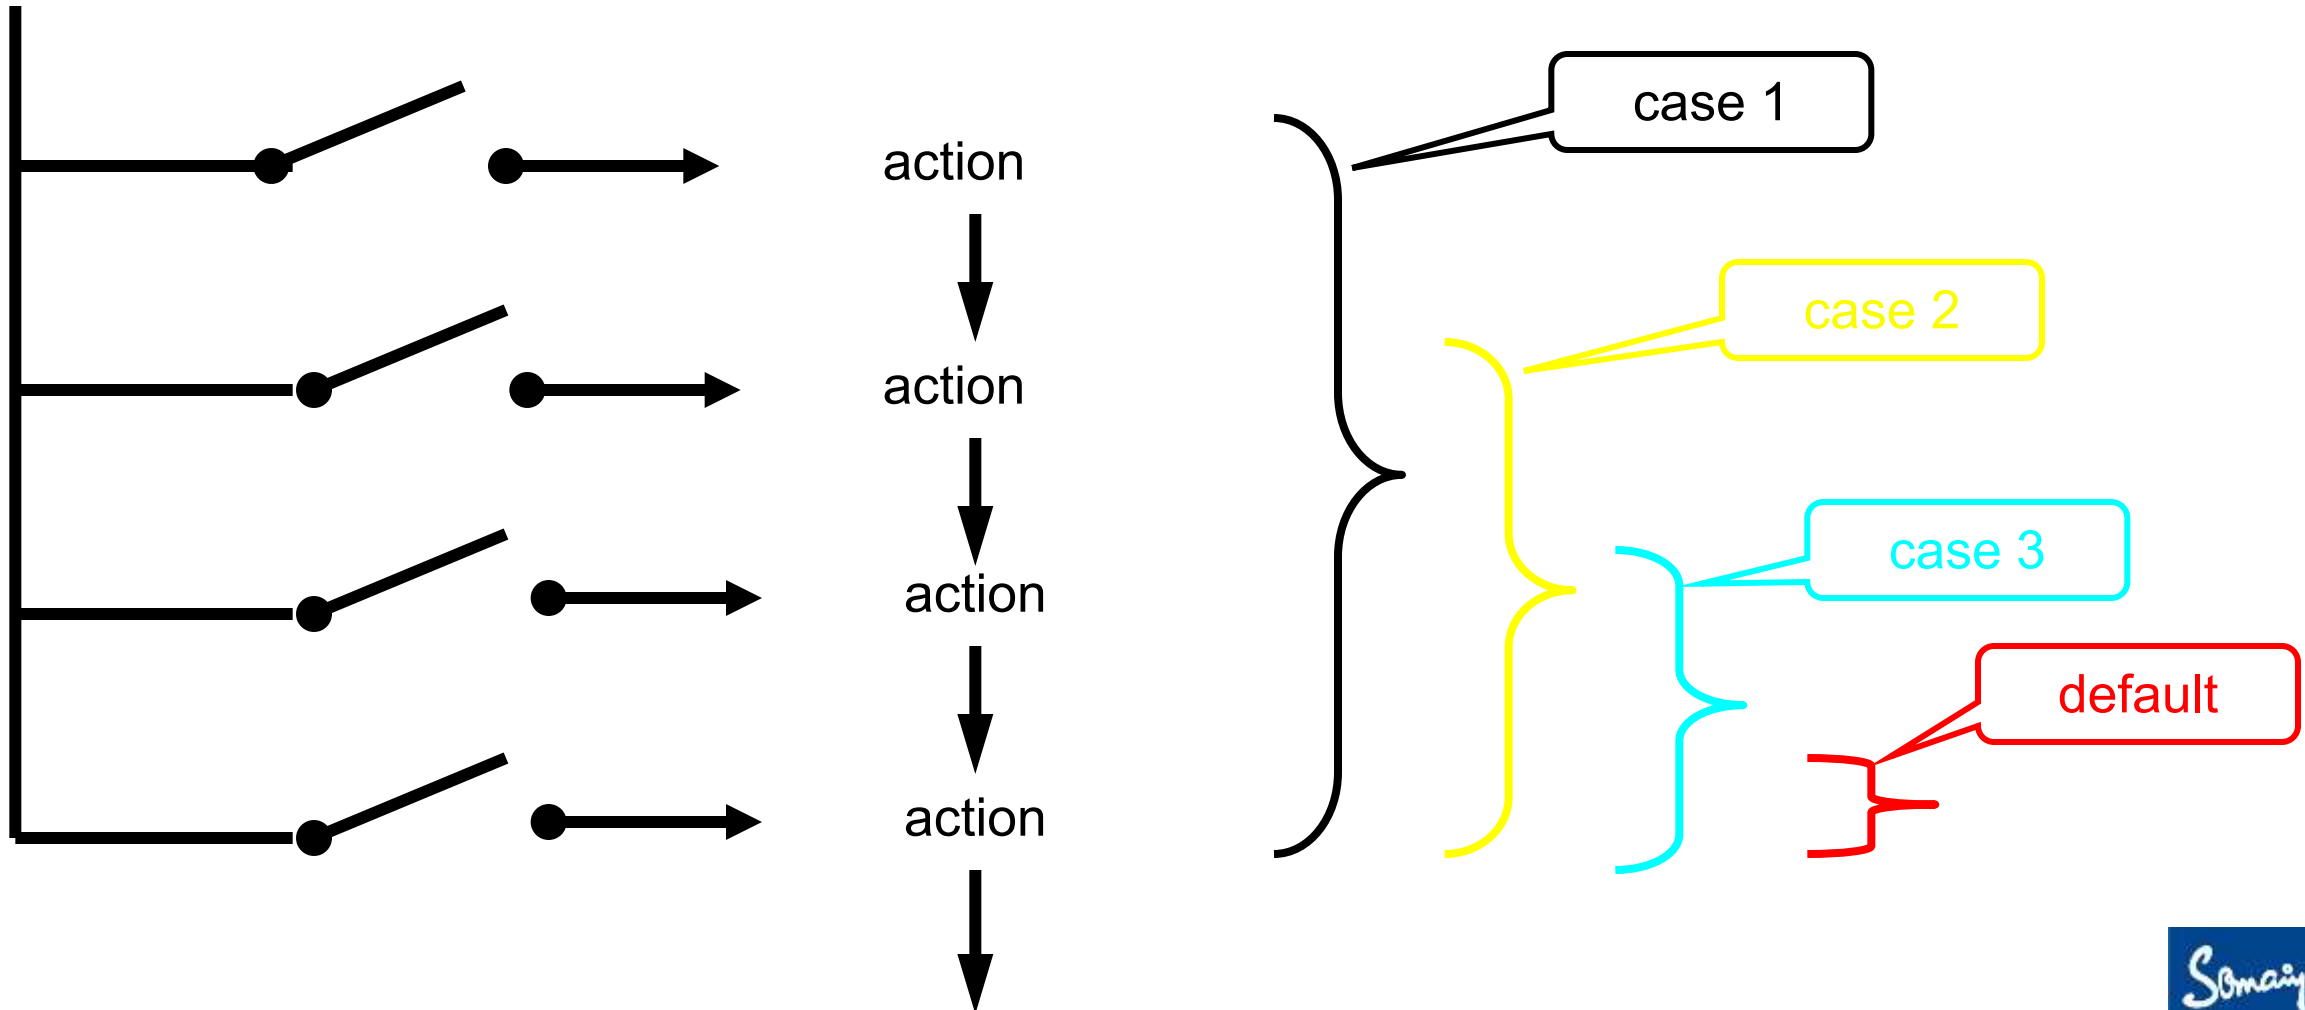 case 1
action
case 2
action
case 3
action
default
action